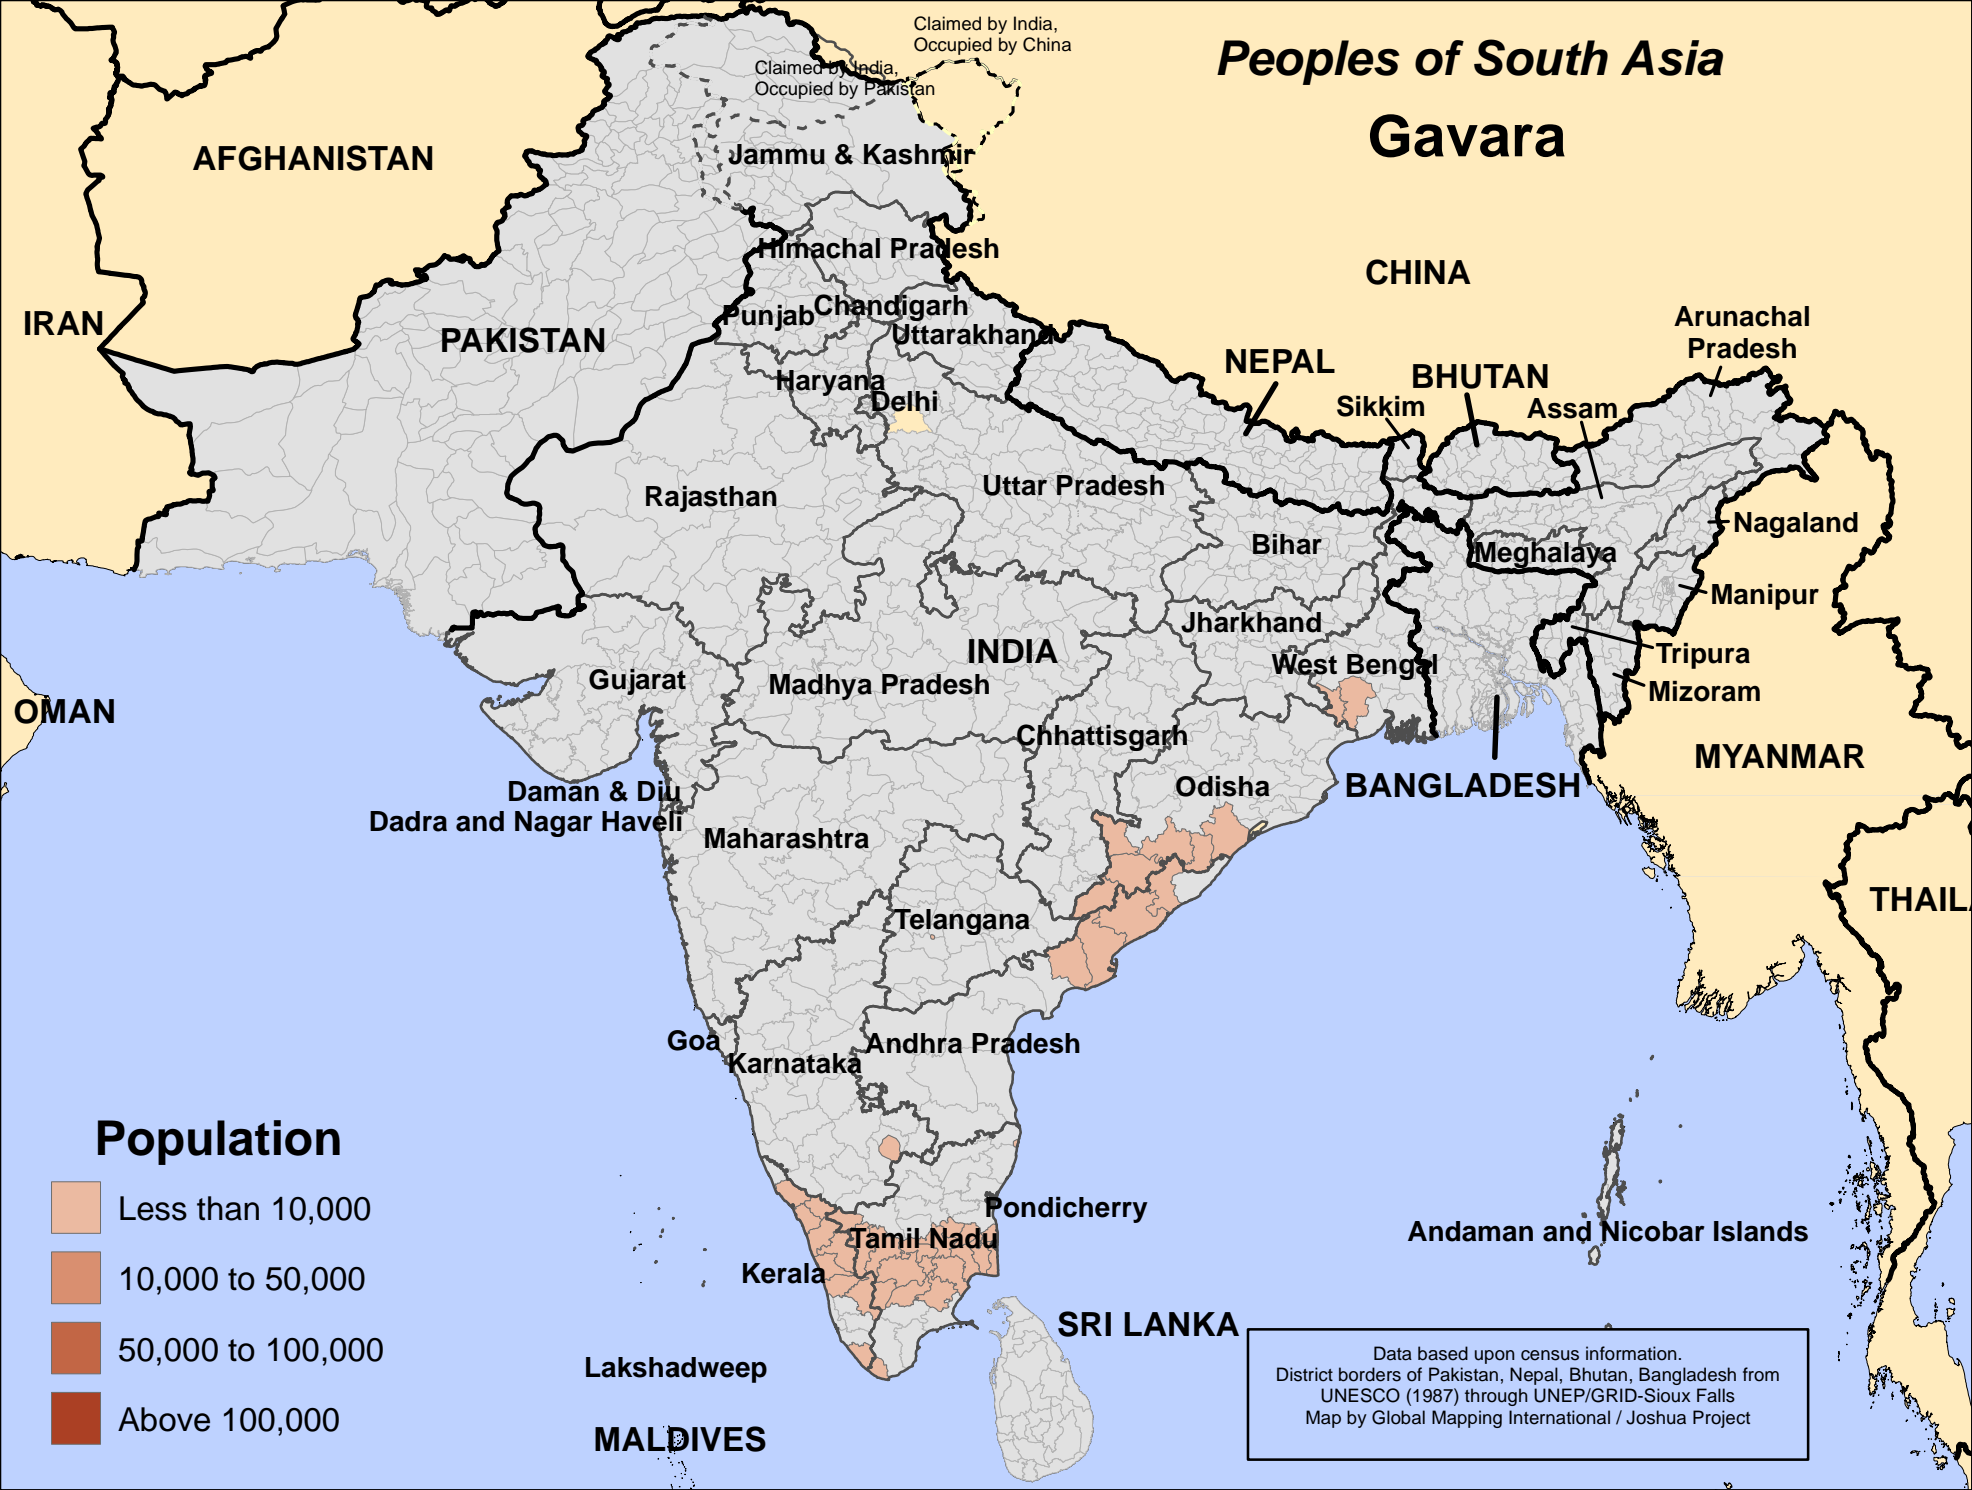 Claimed by India,
Occupied by China
Peoples of South Asia
Gavara
Claimed by India,
Occupied by Pakistan
AFGHANISTAN
Jammu & Kashmir
Himachal Pradesh
CHINA
IRAN
PAKISTAN
Punjab
Chandigarh
Uttarakhand
Arunachal
Pradesh
NEPAL
BHUTAN
Haryana
Delhi
Sikkim
Assam
Rajasthan
Uttar Pradesh
Bihar
Nagaland
Meghalaya
Manipur
Jharkhand
INDIA
Tripura
West Bengal
Mizoram
Gujarat
Madhya Pradesh
OMAN
Chhattisgarh
MYANMAR
Odisha
BANGLADESH
Daman & Diu
Dadra and Nagar Haveli
Maharashtra
Telangana
THAILA
Goa
Karnataka
Andhra Pradesh
Population
Less than 10,000
10,000 to 50,000
50,000 to 100,000
Above 100,000
Pondicherry
Tamil Nadu
Kerala
Andaman and Nicobar Islands
SRI LANKA
Lakshadweep
MALDIVES
Data based upon census information.
District borders of Pakistan, Nepal, Bhutan, Bangladesh from
UNESCO (1987) through UNEP/GRID-Sioux Falls
Map by Global Mapping International / Joshua Project